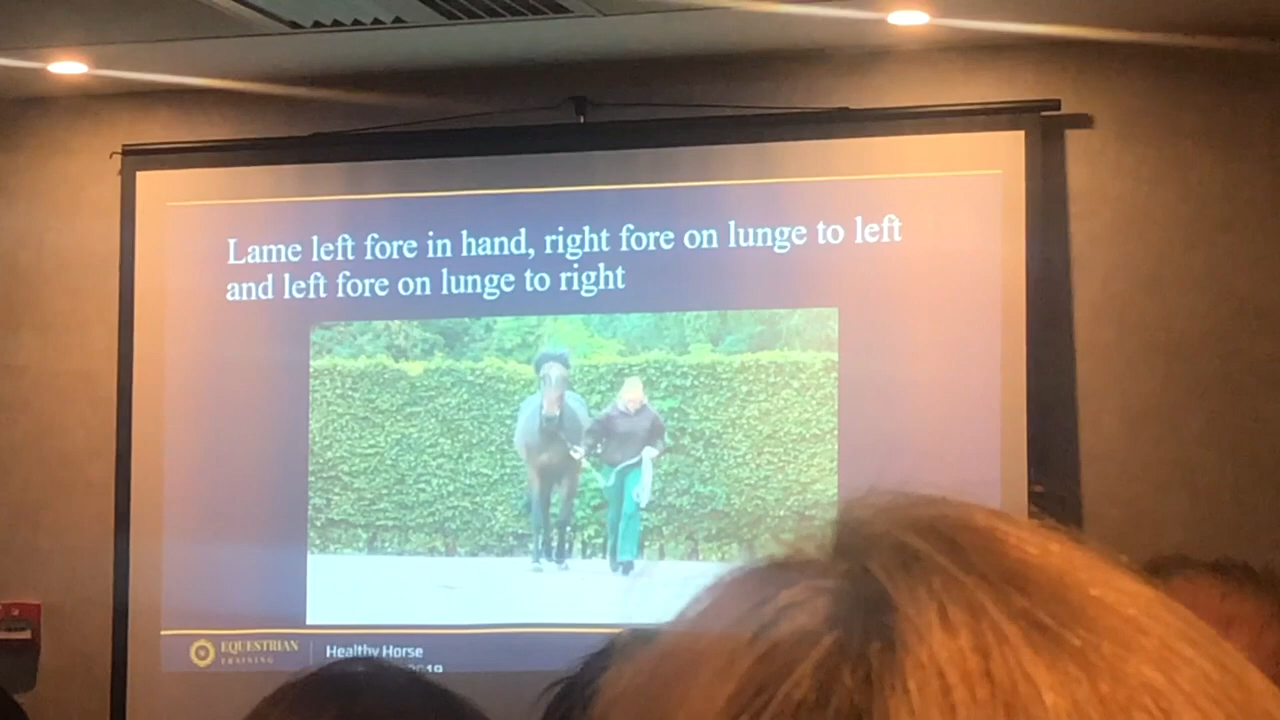 Lame left fore in hand, right fore on lunge to left
and left fore on lunge to right
EQUESTRIAN
TRAINING
Healthy Horse